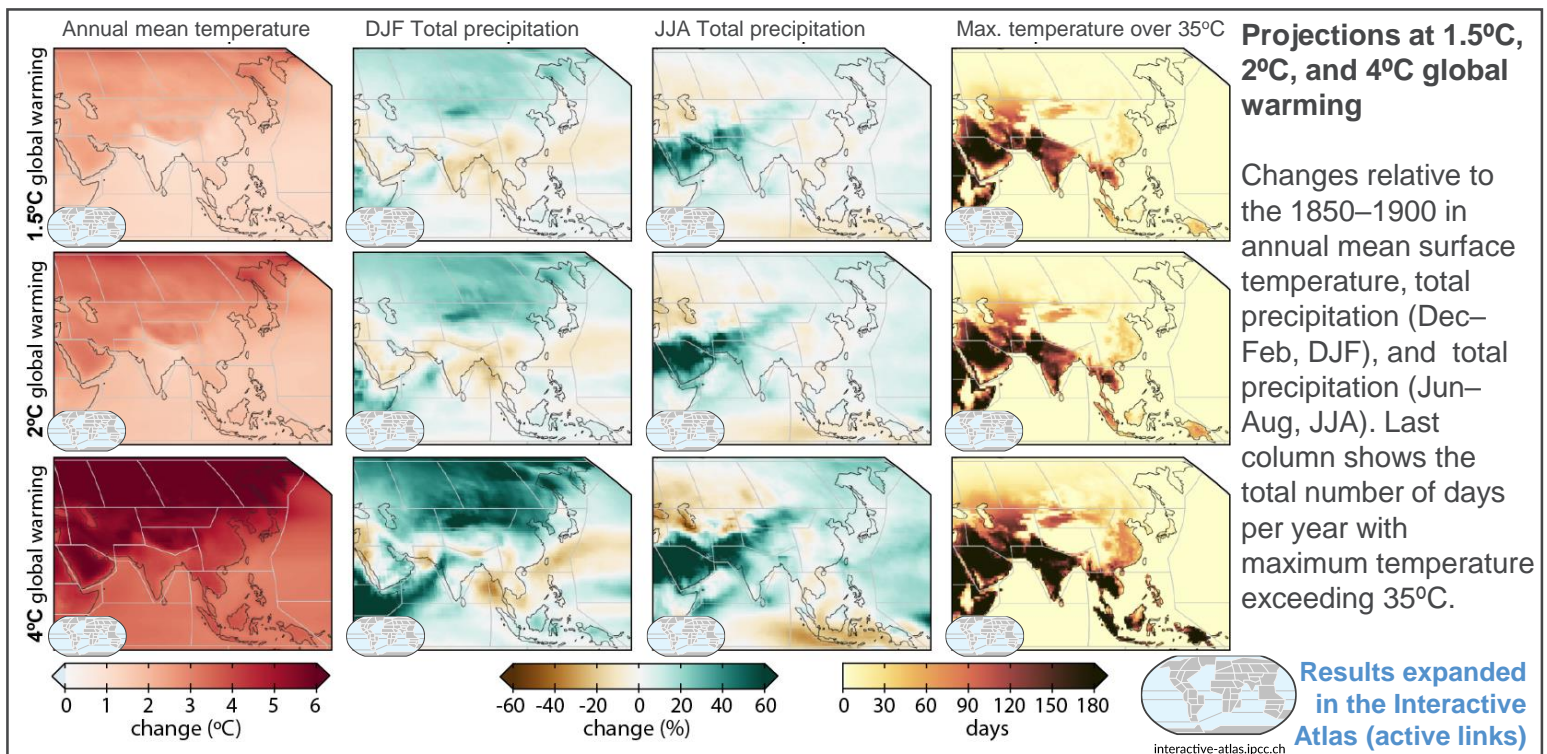 Annual mean temperature
DJF Total precipitation
JJA Total precipitation
Max. temperature over 35ºC
1.5ºC global warming
2ºC global warming
4ºC global warming
0 1 2 3 4 5 6
change (ºC)
-60 -40 -20 0 20 40 60
change (%)
0 30 60 90 120 150 180
days
Projections at 1.5ºC,
2ºC, and 4ºC global
warming
Changes relative to
the 1850–1900 in
annual mean surface
temperature, total
precipitation (Dec–
Feb, DJF), and total
precipitation (Jun–
Aug, JJA). Last
column shows the
total number of days
per year with
maximum temperature
exceeding 35ºC.
interactive-atlas.ipcc.ch
Results expanded
in the Interactive
Atlas (active links)